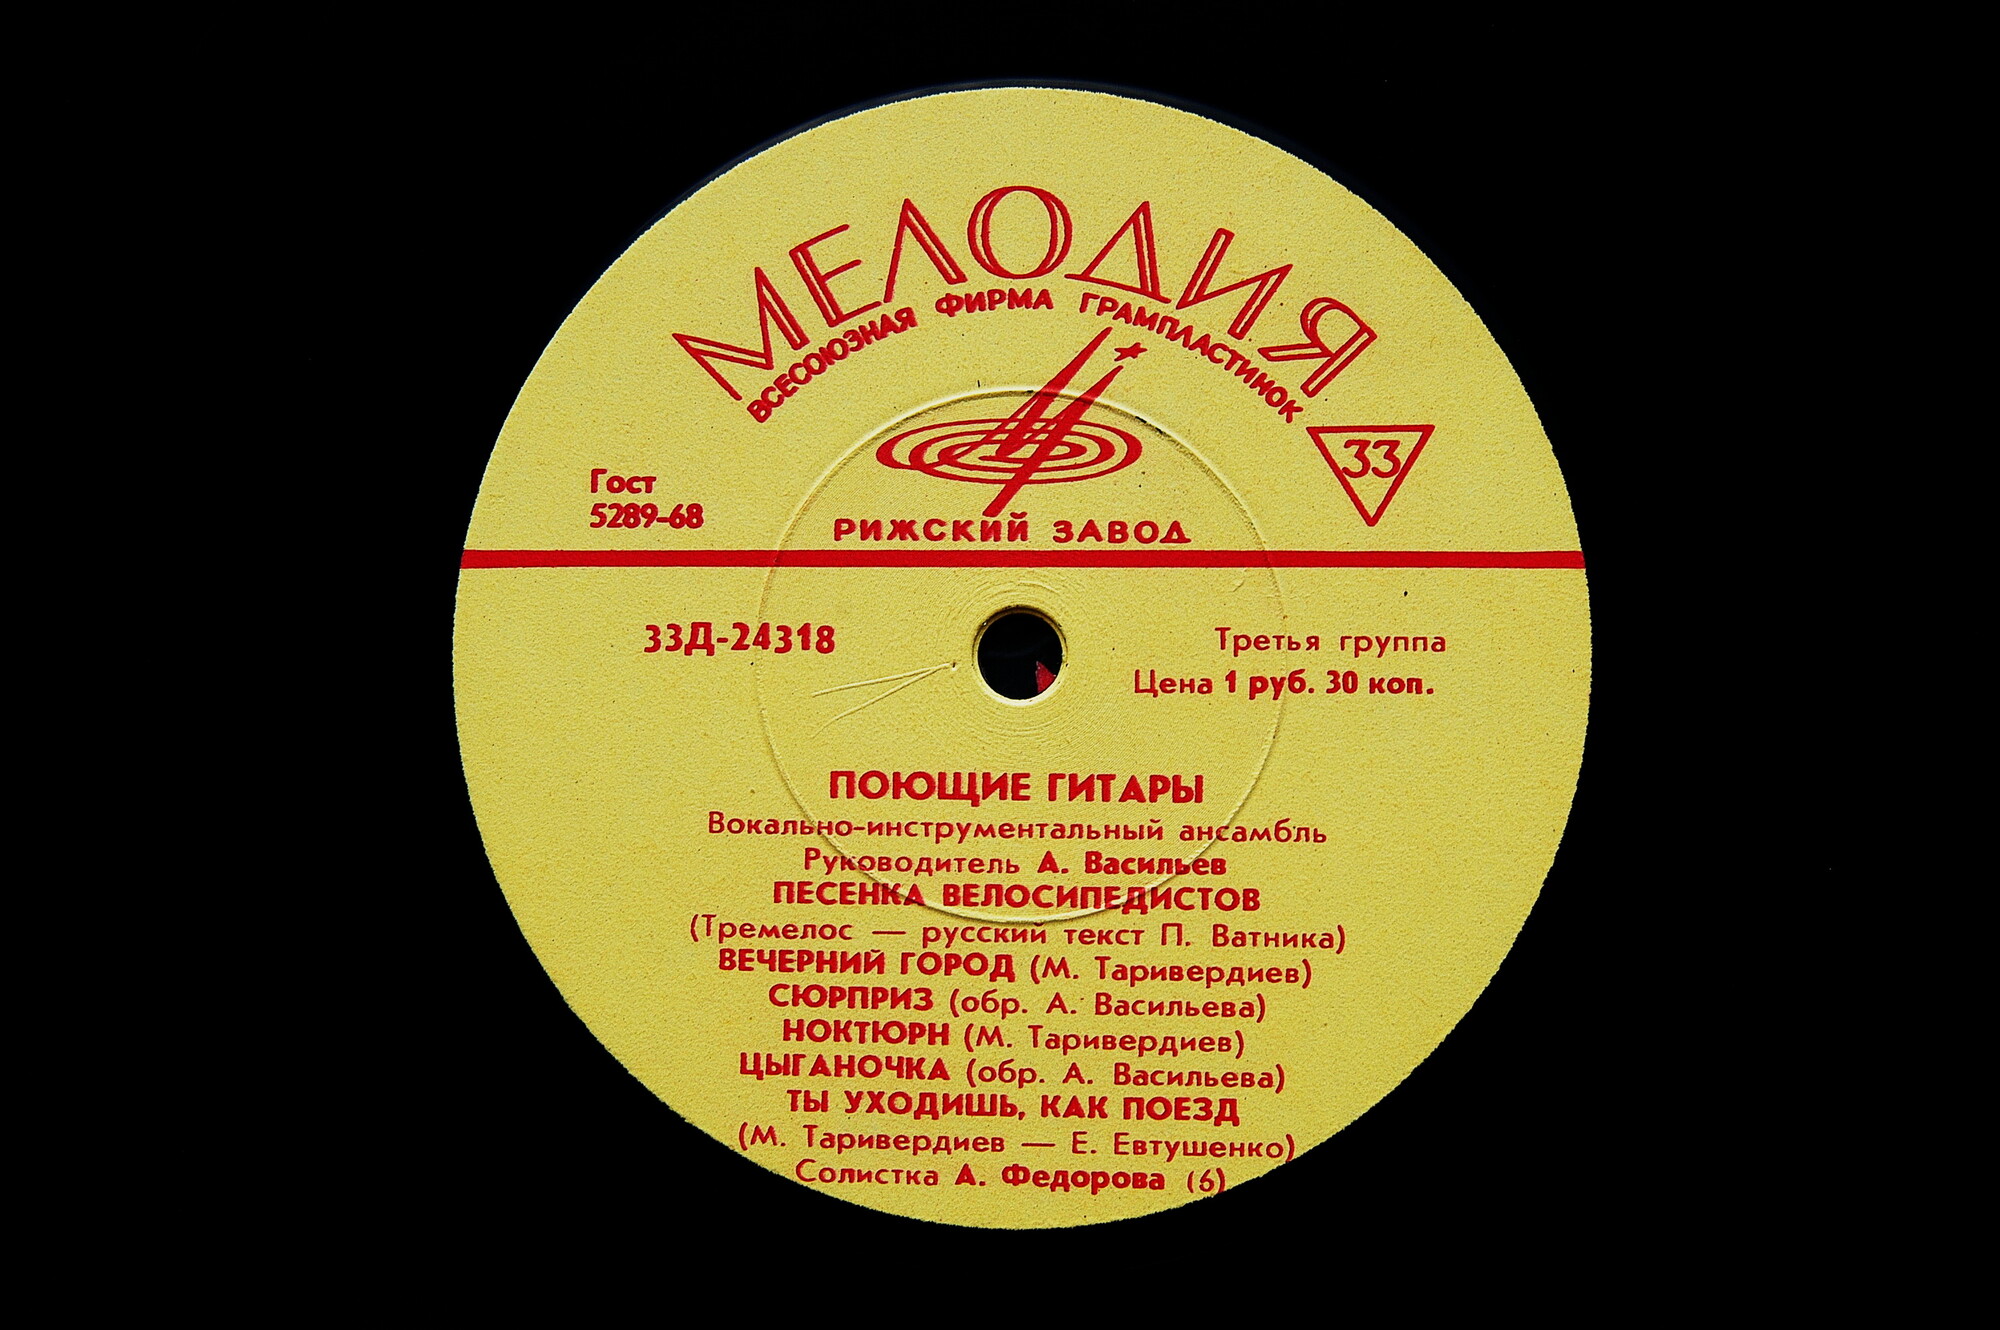 МЕЛОДИЯ
ВСЕСОЮЗНАЯ ФИРМА ГРАМПЛАСТИНОК
33
Гост
5289-68
РИЖСКИЙ ЗАВОД
33Д-24318
Третья группа
Цена 1 руб. 30 коп.
ПОЮЩИЕ ГИТАРЫ
Вокально-инструментальный ансамбль
Руководитель А. Васильев
ПЕСЕНКА ВЕЛОСИПЕДИСТОВ
(Тремелос — русский текст П. Ватника)
ВЕЧЕРНИЙ ГОРОД (М. Таривердиев)
СЮРПРИЗ (обр. А. Васильева)
НОКТЮРН (М. Таривердиев)
ЦЫГАНОЧКА (обр. А. Васильева)
ТЫ УХОДИШЬ, КАК ПОЕЗД
(М. Таривердиев — Е. Евтушенко)
Солистка А. Федорова (6)